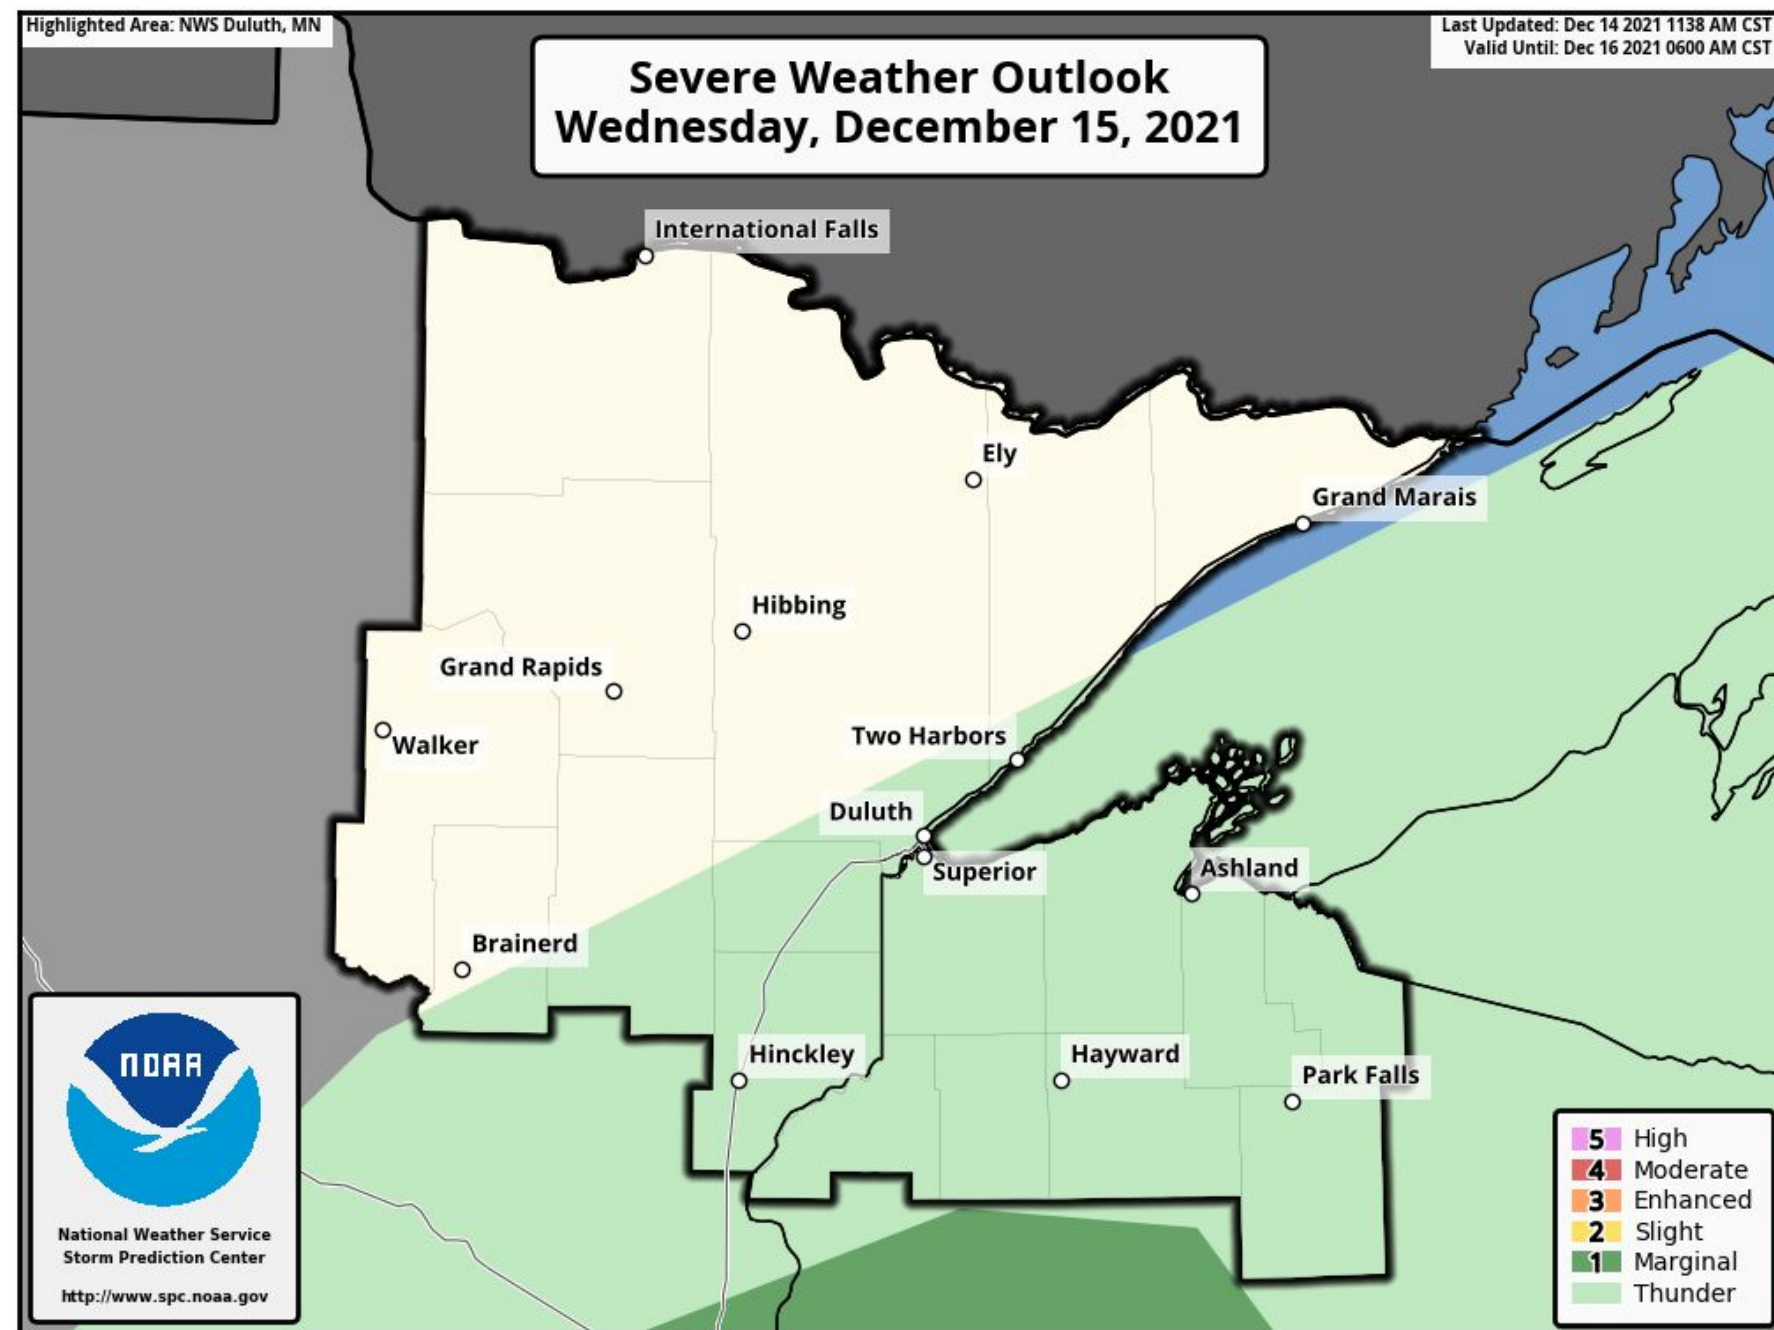 Highlighted Area: NWS Duluth, MN
Last Updated: Dec 14 2021 1138 AM CST
Valid Until: Dec 16 2021 0600 AM CST
Severe Weather Outlook
Wednesday, December 15, 2021
International Falls
Ely
Grand Marais
Hibbing
Grand Rapids
Walker
Two Harbors
Duluth
Superior
Ashland
Brainerd
Hinckley
Hayward
Park Falls
NOAA
National Weather Service
Storm Prediction Center
http://www.spc.noaa.gov
5 High
4 Moderate
3 Enhanced
2 Slight
1 Marginal
Thunder